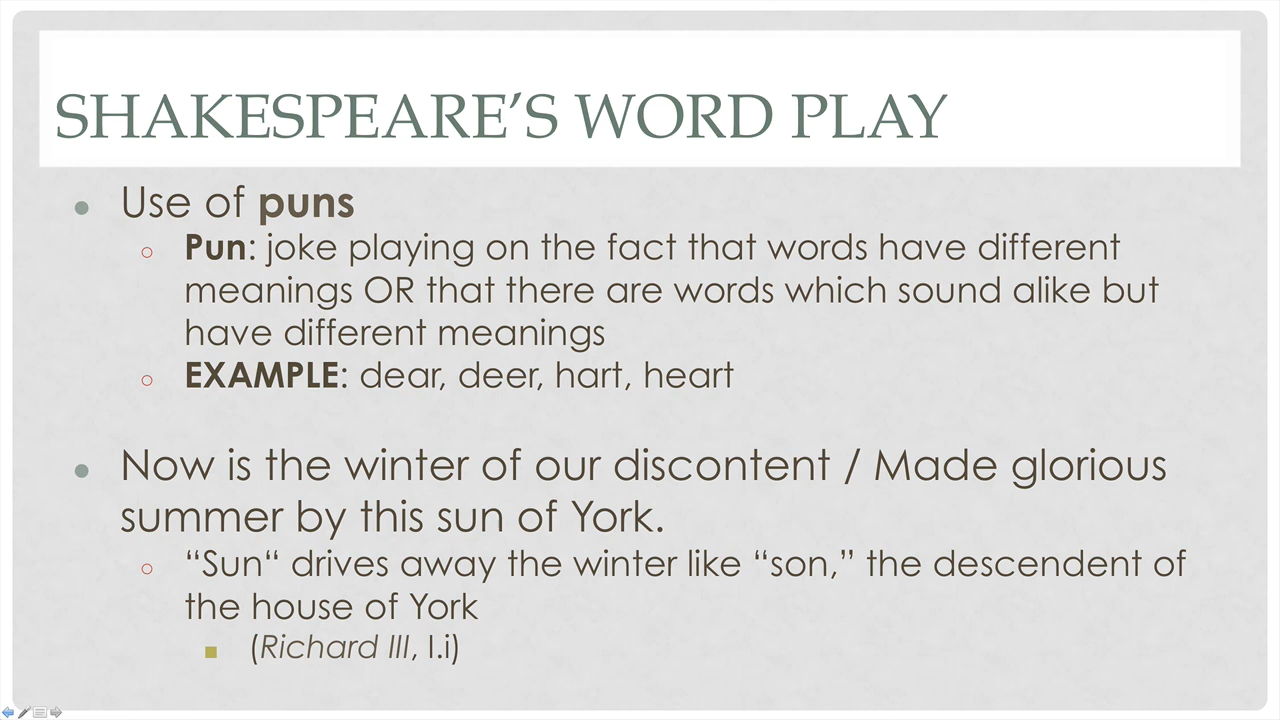 SHAKESPEARE’S WORD PLAY
Use of puns
Pun: joke playing on the fact that words have different
meanings OR that there are words which sound alike but
have different meanings
EXAMPLE: dear, deer, hart, heart
Now is the winter of our discontent / Made glorious
summer by this sun of York.
“Sun“ drives away the winter like “son,” the descendent of
the house of York
(Richard III, I.i)